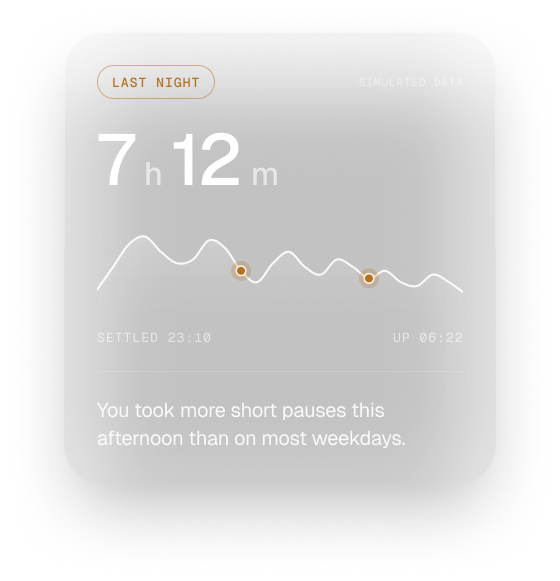 LAST NIGHT
SIMULATED DATA
7 h 12 m
SETTLED 23:10
UP 06:22
You took more short pauses this
afternoon than on most weekdays.